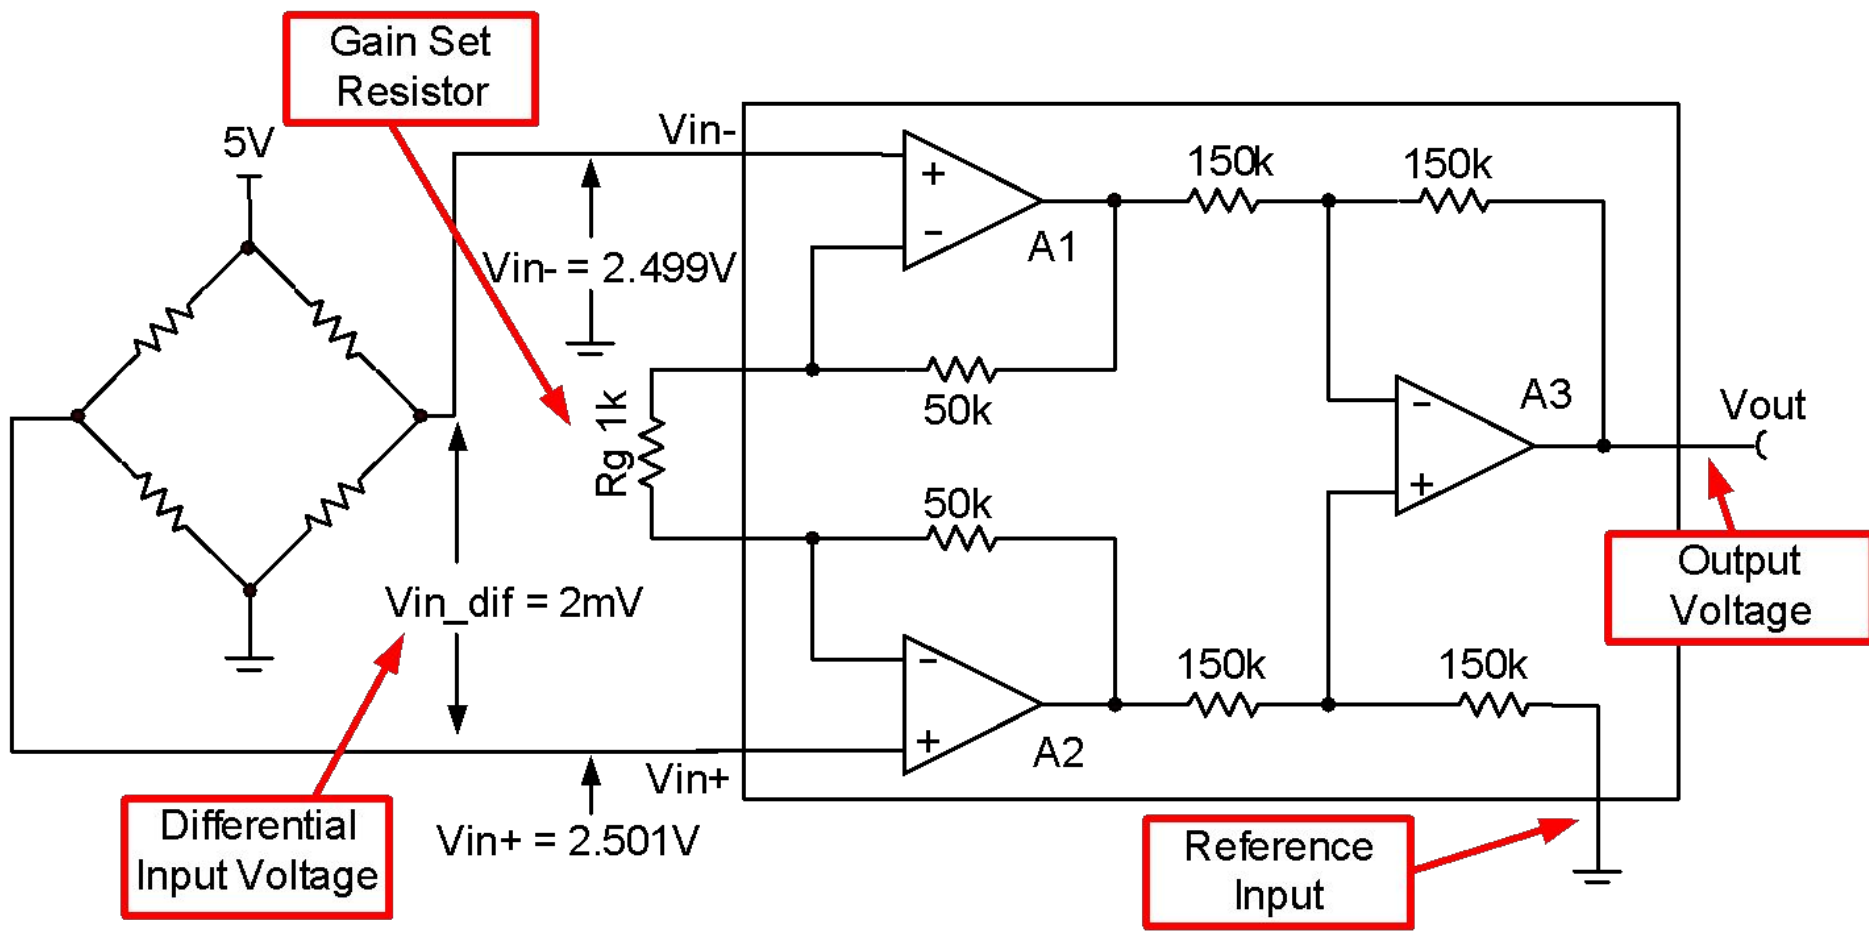 Gain Set
Resistor
5V
Vin-
150k
150k
+
-
A1
Vin- = 2.499V
50k
Rg 1k
A3
-
+
Vout
50k
Output
Voltage
Vin_dif = 2mV
150k
150k
-
+
A2
Vin+
Differential
Input Voltage
Vin+ = 2.501V
Reference
Input